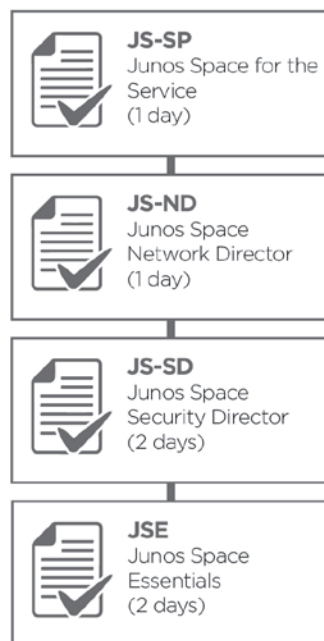 JS-SP
Junos Space for the
Service
(1 day)
JS-ND
Junos Space
Network Director
(1 day)
JS-SD
Junos Space
Security Director
(2 days)
JSE
Junos Space
Essentials
(2 days)